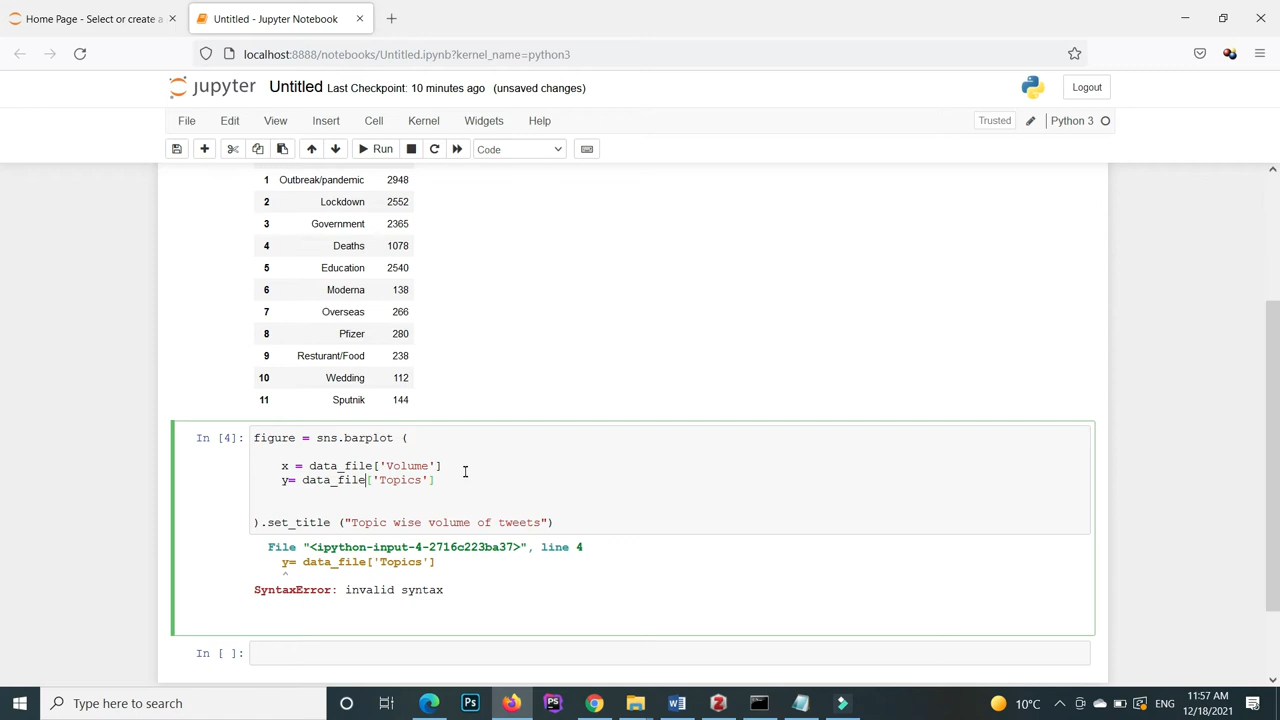 Home Page - Select or create a
Untitled - Jupyter Notebook
localhost:8888/notebooks/Untitled.ipynb?kernel_name=python3
jupyter Untitled Last Checkpoint: 10 minutes ago (unsaved changes)
Logout
File Edit View Insert Cell Kernel Widgets Help
Trusted
Python 3
Run
Code
1 Outbreak/pandemic 2948
2 Lockdown 2552
3 Government 2365
4 Deaths 1078
5 Education 2540
6 Moderna 138
7 Overseas 266
8 Pfizer 280
9 Resturant/Food 238
10 Wedding 112
11 Sputnik 144
In [4]: figure = sns.barplot (
x = data_file['Volume']
y= data_file['Topics']
).set_title ("Topic wise volume of tweets")
File "<ipython-input-4-2716c223ba37>", line 4
y= data_file['Topics']
^
SyntaxError: invalid syntax
In [ ]:
Type here to search
10°C
ENG
11:57 AM
12/18/2021